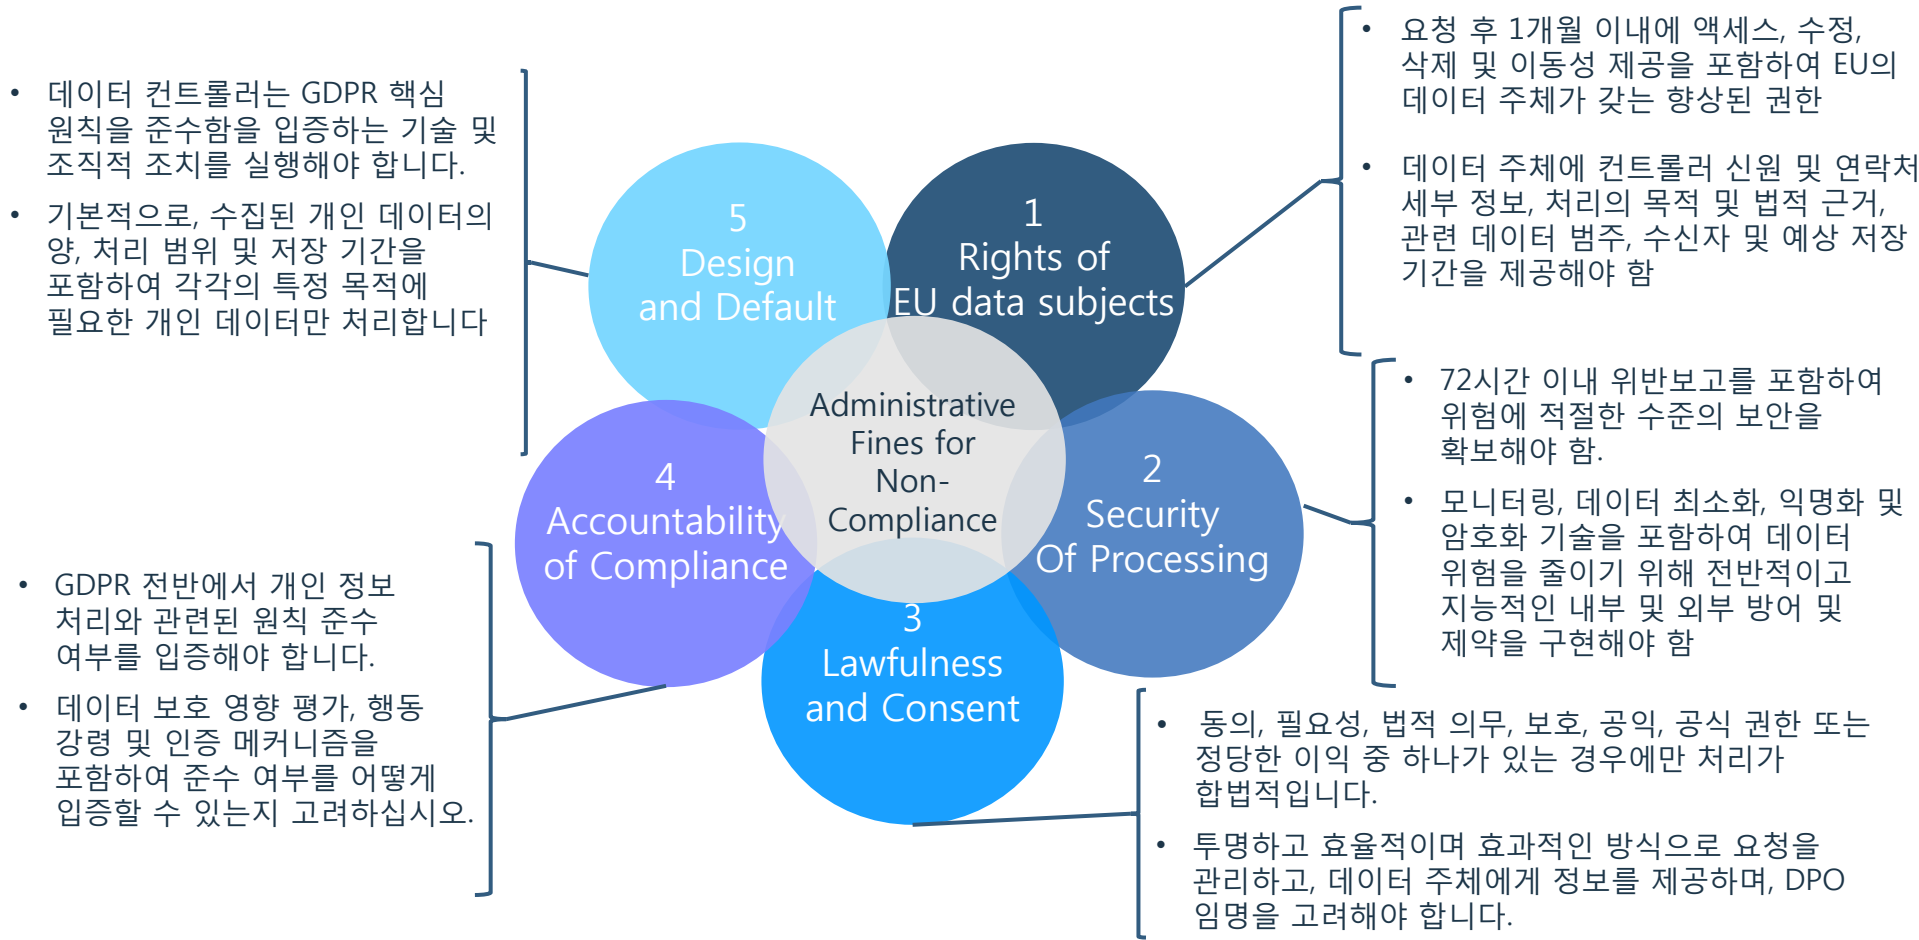 • 데이터 컨트롤러는 GDPR 핵심
원칙을 준수함을 입증하는 기술 및
조직적 조치를 실행해야 합니다.
• 기본적으로, 수집된 개인 데이터의
양, 처리 범위 및 저장 기간을
포함하여 각각의 특정 목적에
필요한 개인 데이터만 처리합니다
5
Design
and Default
1
Rights of
EU data subjects
• 요청 후 1개월 이내에 액세스, 수정,
삭제 및 이동성 제공을 포함하여 EU의
데이터 주체가 갖는 향상된 권한
• 데이터 주체에 컨트롤러 신원 및 연락처
세부 정보, 처리의 목적 및 법적 근거,
관련 데이터 범주, 수신자 및 예상 저장
기간을 제공해야 함
Administrative
Fines for
Non-
Compliance
4
Accountability
of Compliance
2
Security
Of Processing
• 72시간 이내 위반보고를 포함하여
위험에 적절한 수준의 보안을
확보해야 함.
• 모니터링, 데이터 최소화, 익명화 및
암호화 기술을 포함하여 데이터
위험을 줄이기 위해 전반적이고
지능적인 내부 및 외부 방어 및
제약을 구현해야 함
• GDPR 전반에서 개인 정보
처리와 관련된 원칙 준수
여부를 입증해야 합니다.
• 데이터 보호 영향 평가, 행동
강령 및 인증 메커니즘을
포함하여 준수 여부를 어떻게
입증할 수 있는지 고려하십시오.
3
Lawfulness
and Consent
• 동의, 필요성, 법적 의무, 보호, 공익, 공식 권한 또는
정당한 이익 중 하나가 있는 경우에만 처리가
합법적입니다.
• 투명하고 효율적이며 효과적인 방식으로 요청을
관리하고, 데이터 주체에게 정보를 제공하며, DPO
임명을 고려해야 합니다.